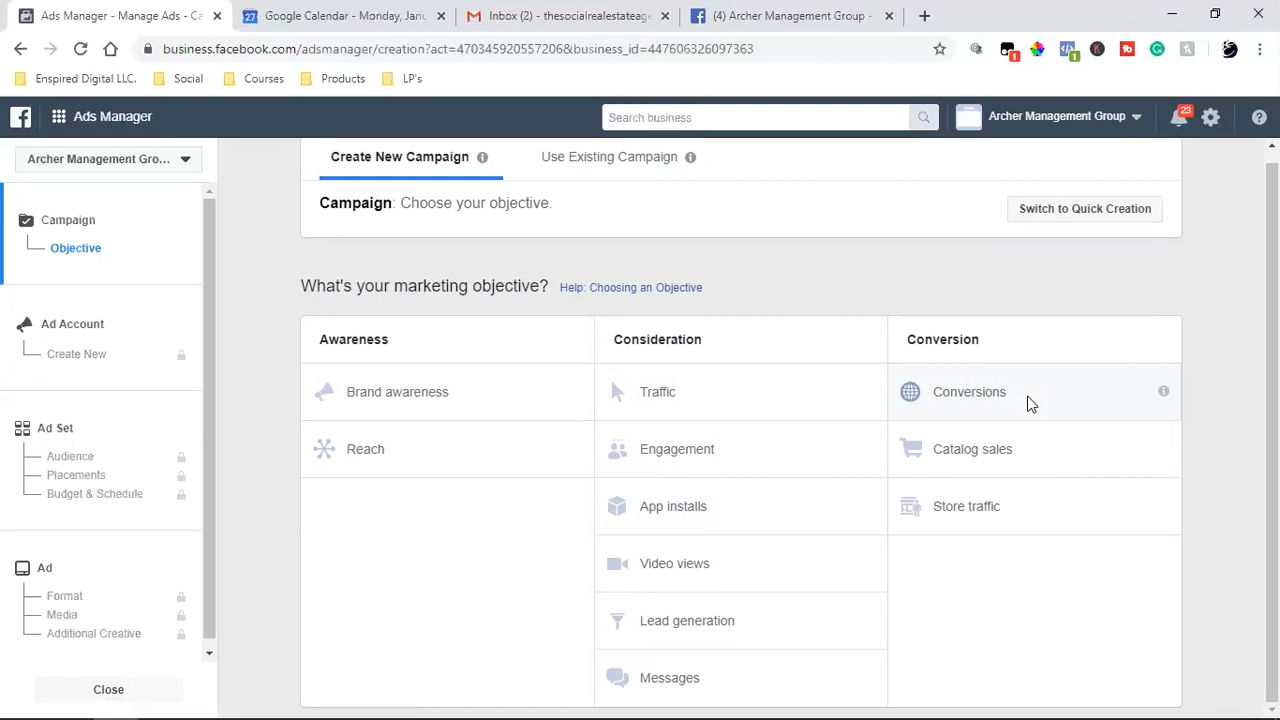 Ads Manager - Manage Ads - Ca
Google Calendar - Monday, Janu
Inbox (2) - thesocialrealestateag
(4) Archer Management Group -
business.facebook.com/adsmanager/creation?act=470345920557206&business_id=447606326097363
1
1
Enspired Digital LLC.
Social
Courses
Products
LP's
Ads Manager
Search business
Archer Management Group
23
Archer Management Gro...
Campaign
Objective
Ad Account
Create New
Ad Set
Audience
Placements
Budget & Schedule
Ad
Format
Media
Additional Creative
Close
Create New Campaign
Use Existing Campaign
Campaign: Choose your objective.
Switch to Quick Creation
What's your marketing objective? Help: Choosing an Objective
Awareness
Consideration
Conversion
Brand awareness
Traffic
Conversions
Reach
Engagement
Catalog sales
App installs
Store traffic
Video views
Lead generation
Messages